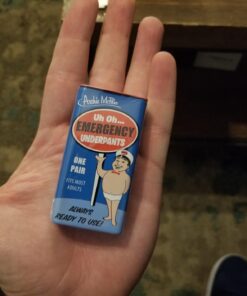 Archie McPhee
Uh Oh...
EMERGENCY
UNDERPANTS
ONE
PAIR
FITS MOST
ADULTS
ALWAYS
READY TO USE!